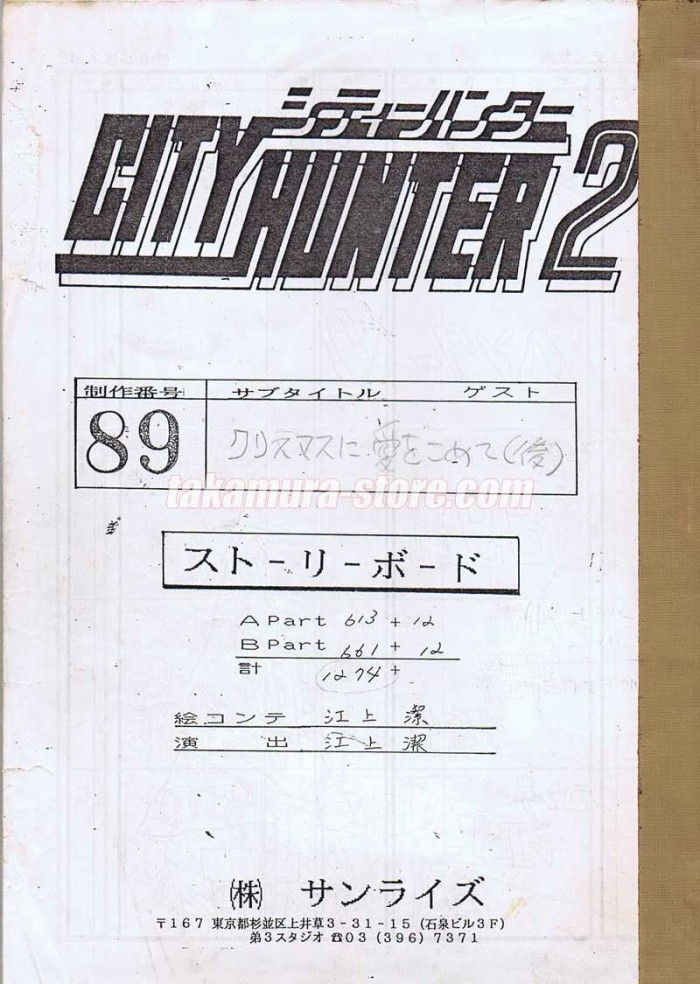 シティーハンター
CITY HUNTER 2
制作番号 サブタイトル ゲスト
89 クリスマスに愛をこめて(後)
takamura-store.com
ストーリーボード
A Part 613 + 12
B Part 661 + 12
計 1274 +
絵コンテ 江上 潔
演 出 江上 潔
㈱ サンライズ
〒167 東京都杉並区上井草3-31-15 (石泉ビル3F)
第3スタジオ ☎03 (396) 7371